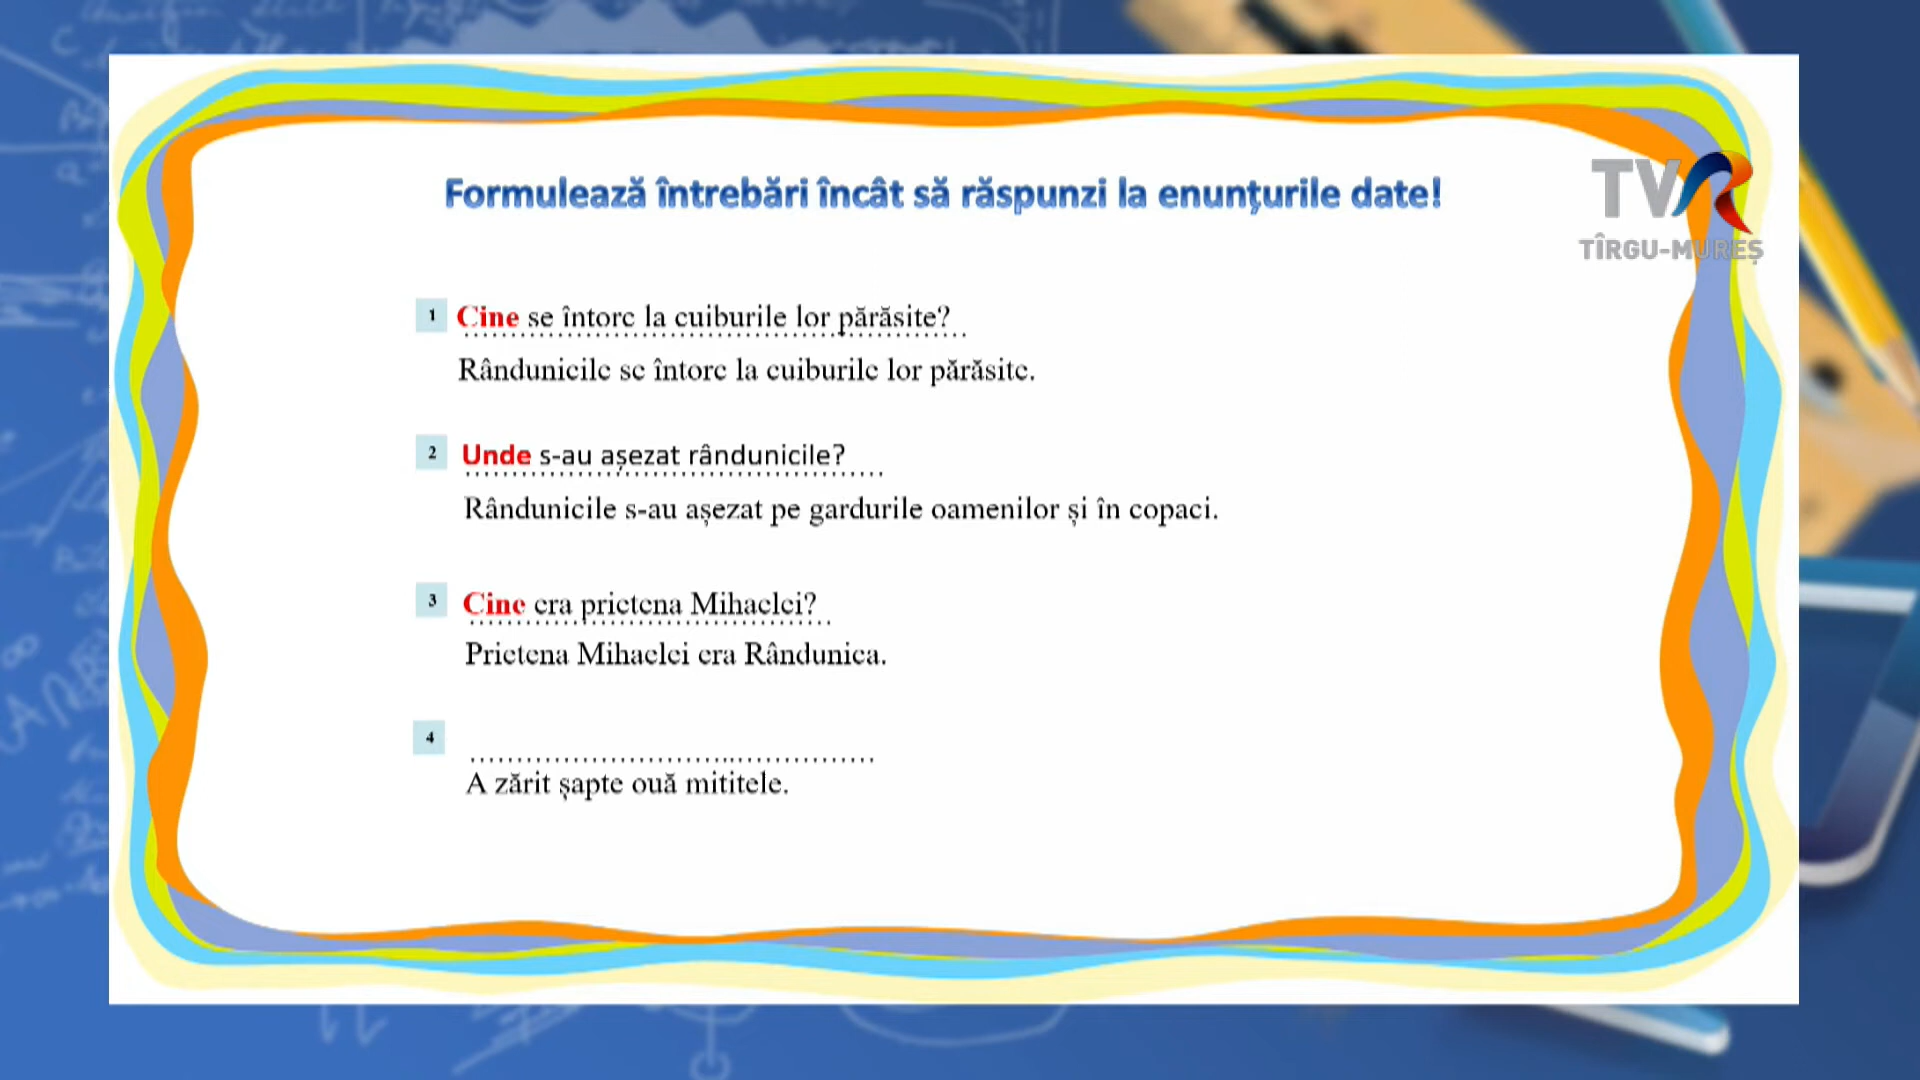 Formulează întrebări încât să răspunzi la enunțurile date!
TVR
TÎRGU-MUREȘ
1 Cine se întorc la cuiburile lor părăsite?
Rândunicile se întorc la cuiburile lor părăsite.
2 Unde s-au așezat rândunicile?
Rândunicile s-au așezat pe gardurile oamenilor și în copaci.
3 Cine era prietena Mihaelei?
Prietena Mihaelei era Rândunica.
4 ............................................
A zărit șapte ouă mititele.